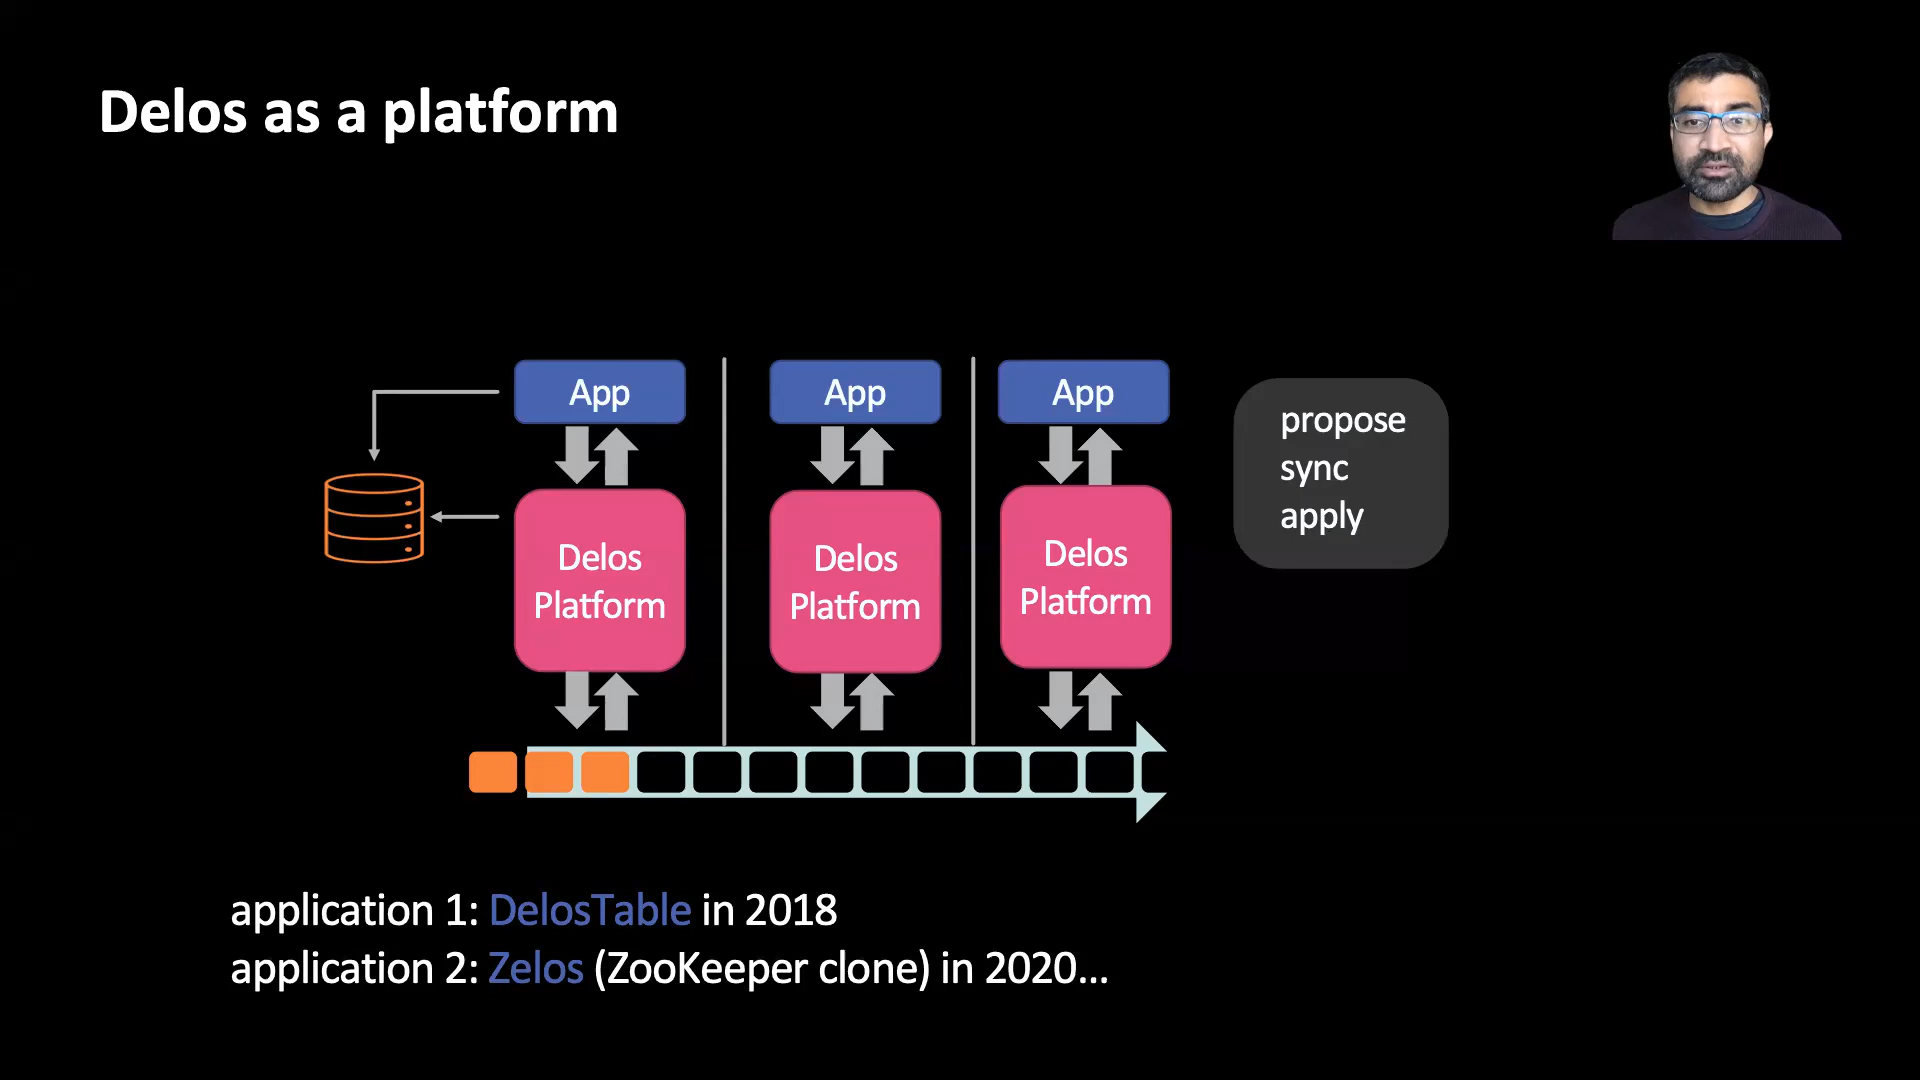 Delos as a platform
App
App
App
propose
sync
apply
Delos
Platform
Delos
Platform
Delos
Platform
application 1: DelosTable in 2018
application 2: Zelos (ZooKeeper clone) in 2020...